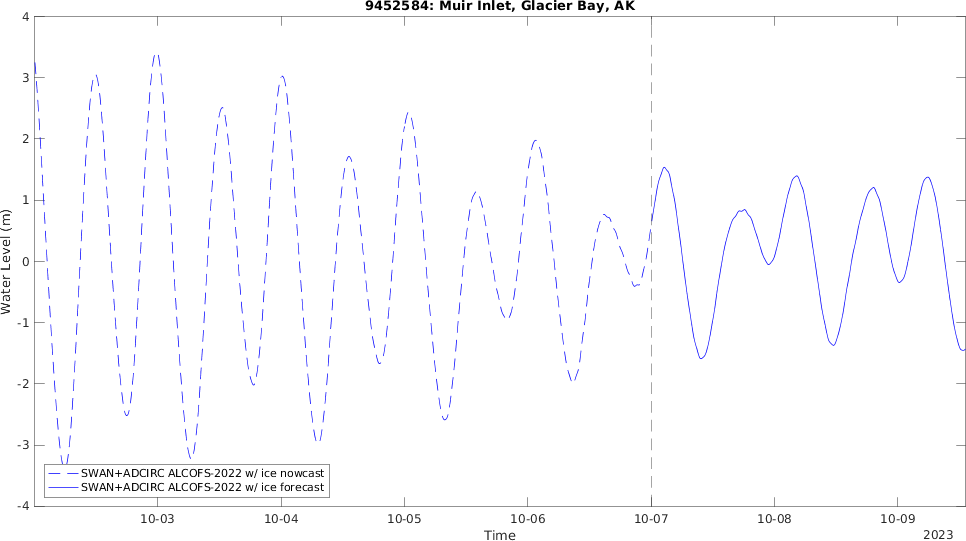 9452584: Muir Inlet, Glacier Bay, AK
Water Level (m)
4
3
2
1
0
-1
-2
-3
-4
SWAN+ADCIRC ALCOFS-2022 w/ ice nowcast
SWAN+ADCIRC ALCOFS-2022 w/ ice forecast
10-03 10-04 10-05 10-06 10-07 10-08 10-09
Time
2023